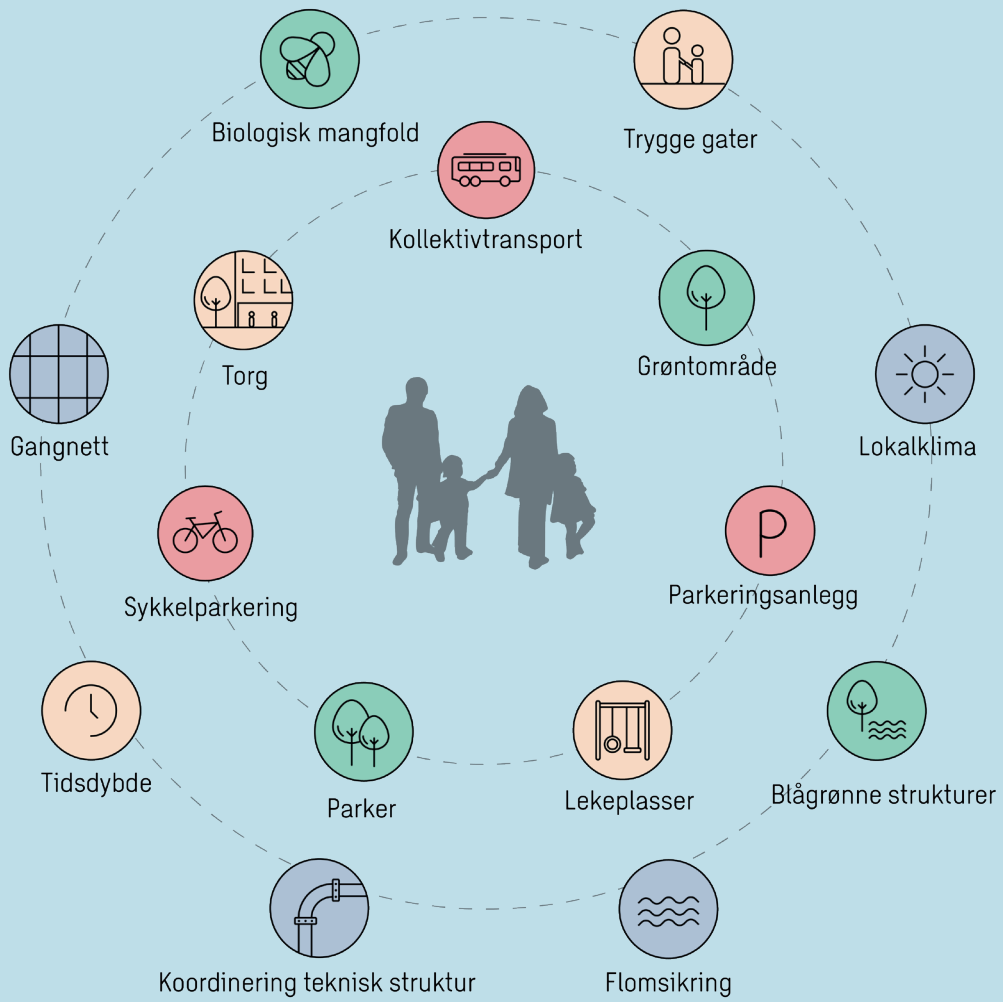 Biologisk mangfold
Trygge gater
Kollektivtransport
Torg
Grøntområde
Gangnett
Lokalklima
P
Sykkelparkering
Parkeringsanlegg
Tidsdybde
Parker
Lekeplasser
Blågrønne strukturer
Koordinering teknisk struktur
Flomsikring